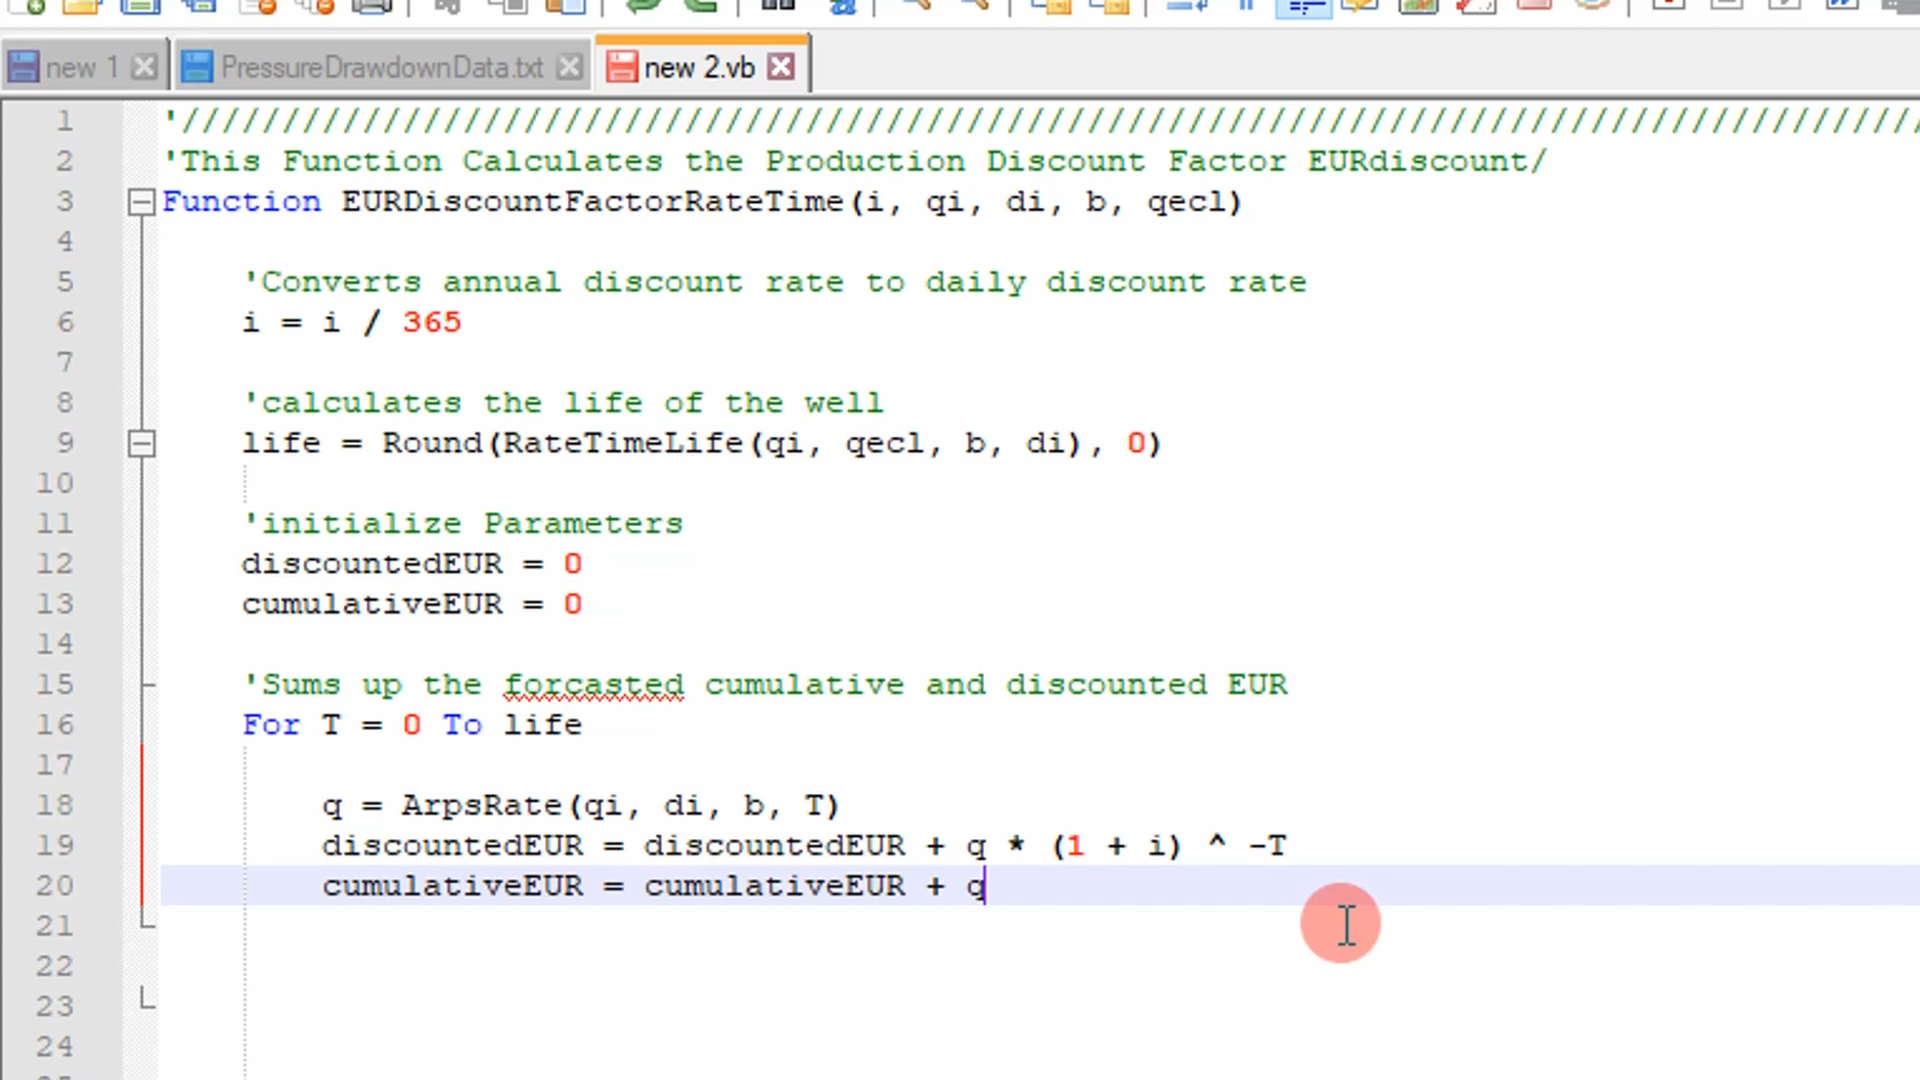 new 1 PressureDrawdownData.txt new 2.vb
1 '////////////////////////////////////////////////////////////////////////////////////////
2 'This Function Calculates the Production Discount Factor EURdiscount/
3 Function EURDiscountFactorRateTime(i, qi, di, b, qecl)
4
5 'Converts annual discount rate to daily discount rate
6 i = i / 365
7
8 'calculates the life of the well
9 life = Round(RateTimeLife(qi, qecl, b, di), 0)
10
11 'initialize Parameters
12 discountedEUR = 0
13 cumulativeEUR = 0
14
15 'Sums up the forcasted cumulative and discounted EUR
16 For T = 0 To life
17
18 q = ArpsRate(qi, di, b, T)
19 discountedEUR = discountedEUR + q * (1 + i) ^ -T
20 cumulativeEUR = cumulativeEUR + q
21
22
23
24